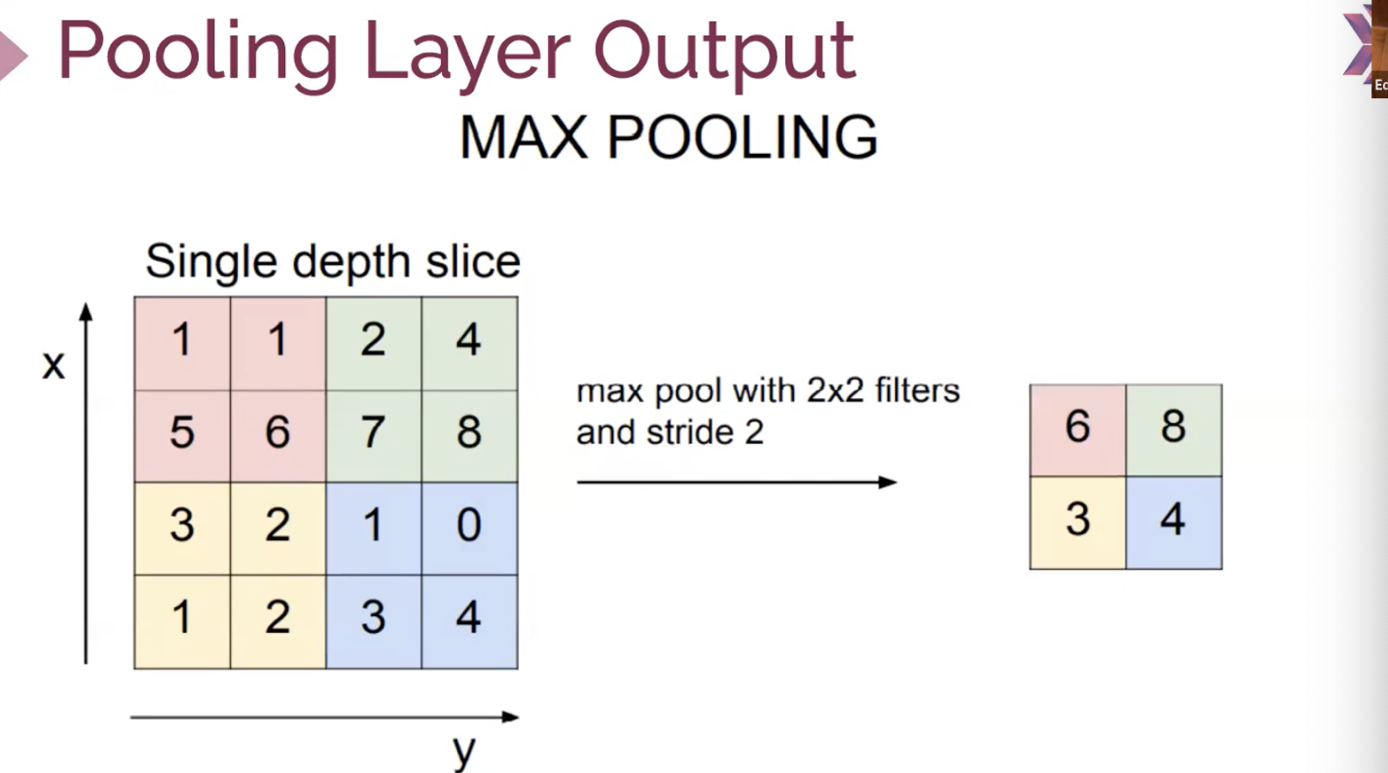 Pooling Layer Output
MAX POOLING
Single depth slice
x
1 1 2 4
5 6 7 8
3 2 1 0
1 2 3 4
y
max pool with 2x2 filters
and stride 2
6 8
3 4